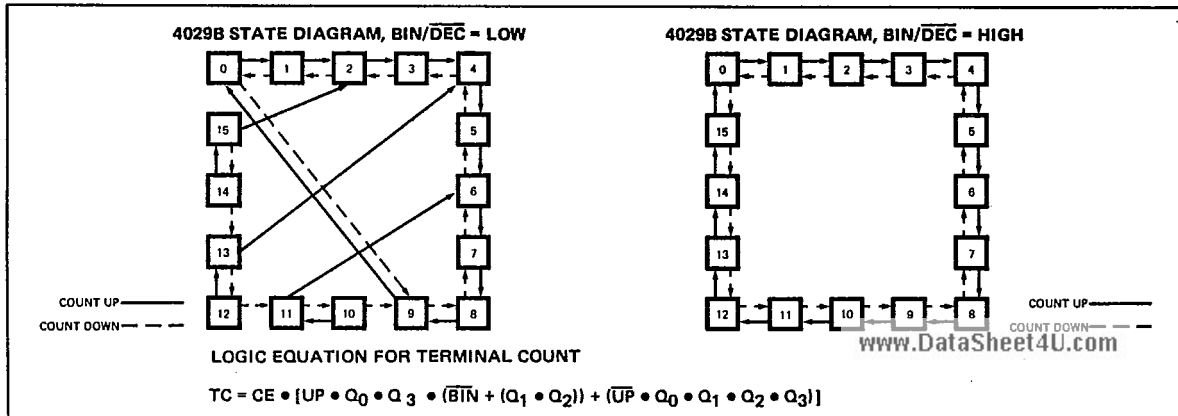 4029B STATE DIAGRAM, BIN/DEC = LOW
4029B STATE DIAGRAM, BIN/DEC = HIGH
0 1 2 3 4
0 1 2 3 4
15 5
15 5
14 6
14 6
13 7
13 7
12 11 10 9 8
12 11 10 9 8
COUNT UP
COUNT DOWN
COUNT UP
COUNT DOWN
www.DataSheet4U.com
LOGIC EQUATION FOR TERMINAL COUNT
TC = CE • [UP • Q0 • Q3 • (B̅I̅N̅ + (Q1 • Q2)) + (U̅P̅ • Q0 • Q1 • Q2 • Q3)]